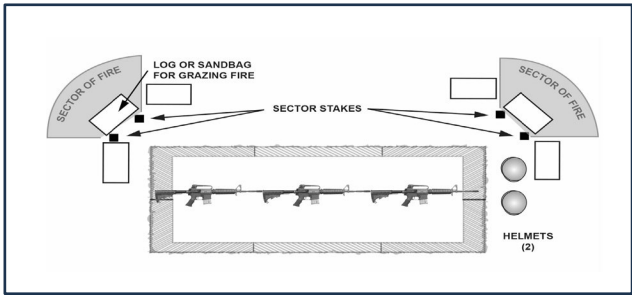 SECTOR OF FIRE
LOG OR SANDBAG
FOR GRAZING FIRE
SECTOR OF FIRE
SECTOR STAKES
HELMETS
(2)